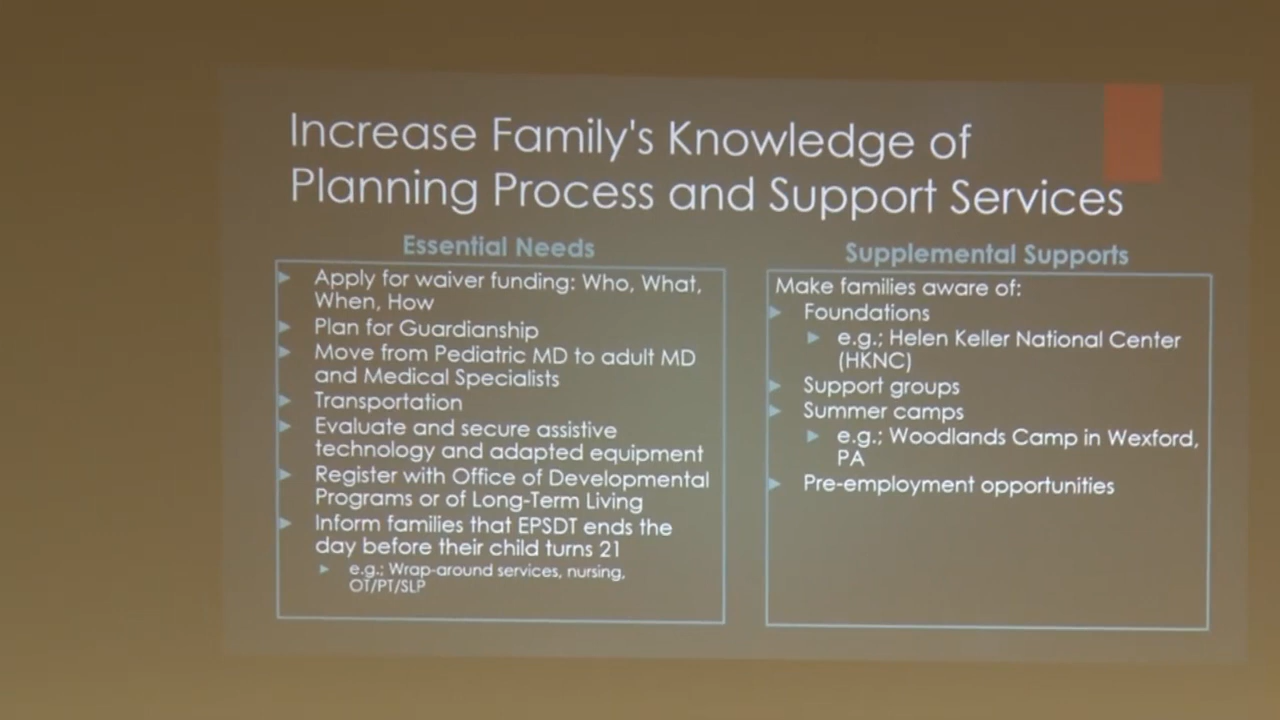 Increase Family's Knowledge of
Planning Process and Support Services
Essential Needs
Apply for waiver funding: Who, What,
When, How
Plan for Guardianship
Move from Pediatric MD to adult MD
and Medical Specialists
Transportation
Evaluate and secure assistive
technology and adapted equipment
Register with Office of Developmental
Programs or of Long-Term Living
Inform families that EPSDT ends the
day before their child turns 21
e.g.; Wrap-around services, nursing,
OT/PT/SLP
Supplemental Supports
Make families aware of:
Foundations
e.g.; Helen Keller National Center
(HKNC)
Support groups
Summer camps
e.g.; Woodlands Camp in Wexford,
PA
Pre-employment opportunities